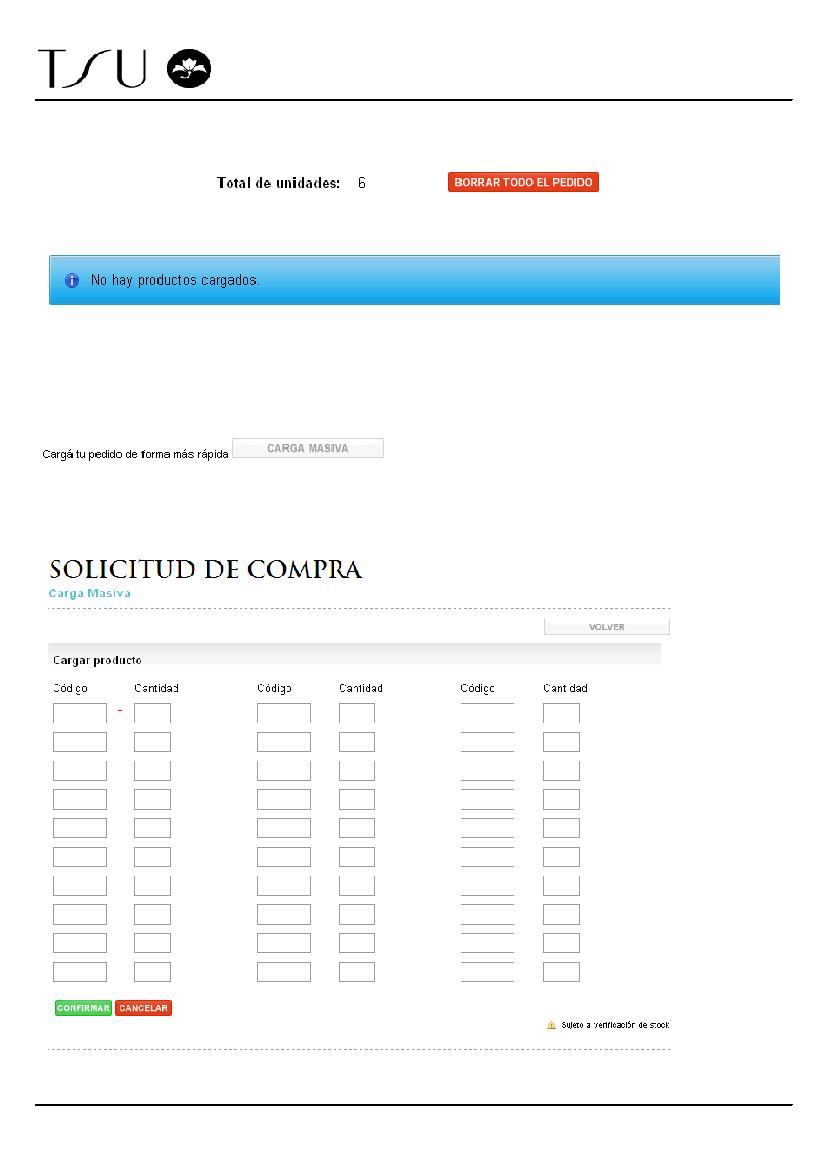 TSU
Total de unidades: 6 BORRAR TODO EL PEDIDO
No hay productos cargados.
Cargá tu pedido de forma más rápida CARGA MASIVA
SOLICITUD DE COMPRA
Carga Masiva
VOLVER
Cargar producto
Código Cantidad Código Cantidad Código Cantidad
-
CONFIRMAR CANCELAR
Sujeto a verificación de stock